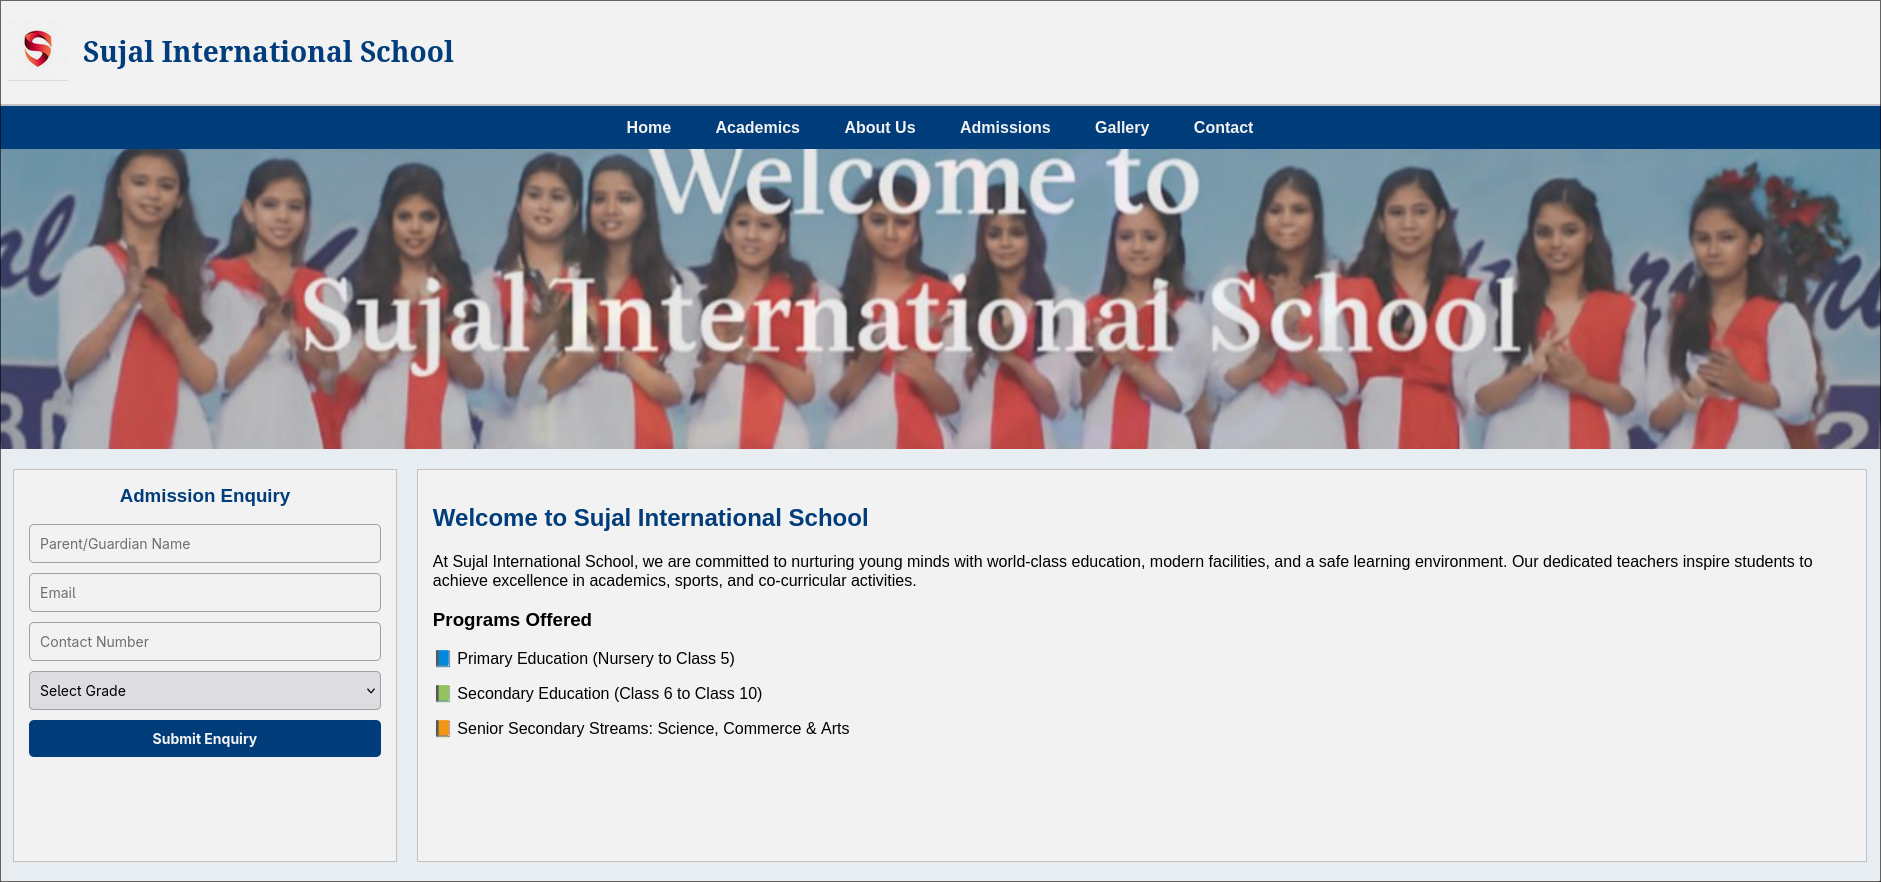 Sujal International School
Home Academics About Us Admissions Gallery Contact
Welcome to
Sujal International School
Admission Enquiry
Parent/Guardian Name
Email
Contact Number
Select Grade
Submit Enquiry
Welcome to Sujal International School
At Sujal International School, we are committed to nurturing young minds with world-class education, modern facilities, and a safe learning environment. Our dedicated teachers inspire students to
achieve excellence in academics, sports, and co-curricular activities.
Programs Offered
📘 Primary Education (Nursery to Class 5)
📗 Secondary Education (Class 6 to Class 10)
📙 Senior Secondary Streams: Science, Commerce & Arts